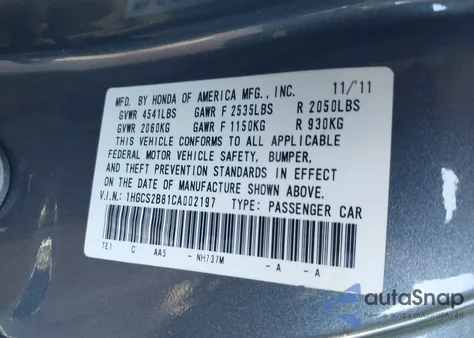 MFD. BY HONDA OF AMERICA MFG., INC. 11/'11
GVWR 4541LBS GAWR F 2535LBS R 2050LBS
GVWR 2060KG GAWR F 1150KG R 930KG
THIS VEHICLE CONFORMS TO ALL APPLICABLE
FEDERAL MOTOR VEHICLE SAFETY, BUMPER,
AND THEFT PREVENTION STANDARDS IN EFFECT
ON THE DATE OF MANUFACTURE SHOWN ABOVE.
V.I.N.: 1HGCS2B81CA002197 TYPE: PASSENGER CAR
TE1 C AA5 - NH737M - A - A
autoSnap